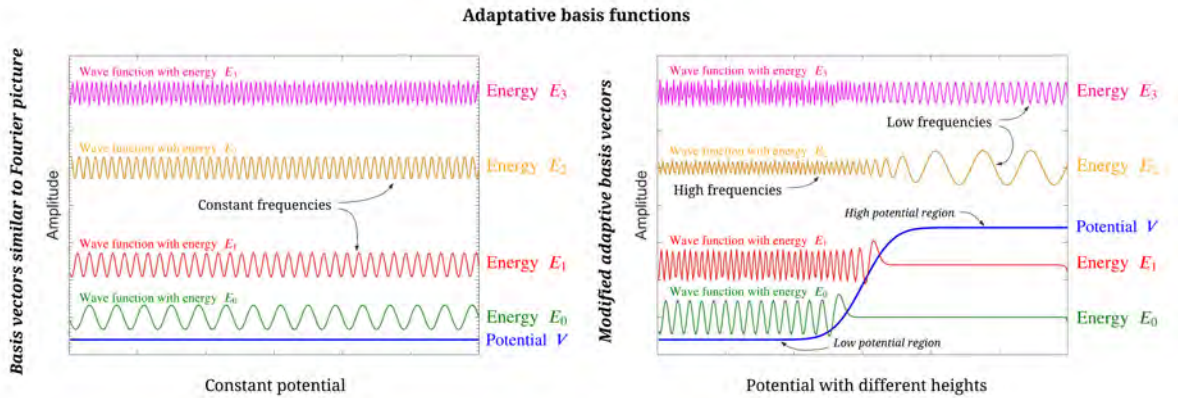 Adaptative basis functions
Basis vectors similar to Fourier picture
Amplitude
Wave function with energy E₃
Energy E₃
Wave function with energy E₂
Energy E₂
Constant frequencies
Wave function with energy E₁
Energy E₁
Wave function with energy E₀
Energy E₀
Potential V
Constant potential
Modified adaptive basis vectors
Amplitude
Wave function with energy E₃
Energy E₃
Low frequencies
Wave function with energy E₂
Energy E₂
High frequencies
High potential region
Potential V
Wave function with energy E₁
Energy E₁
Wave function with energy E₀
Energy E₀
Low potential region
Potential with different heights